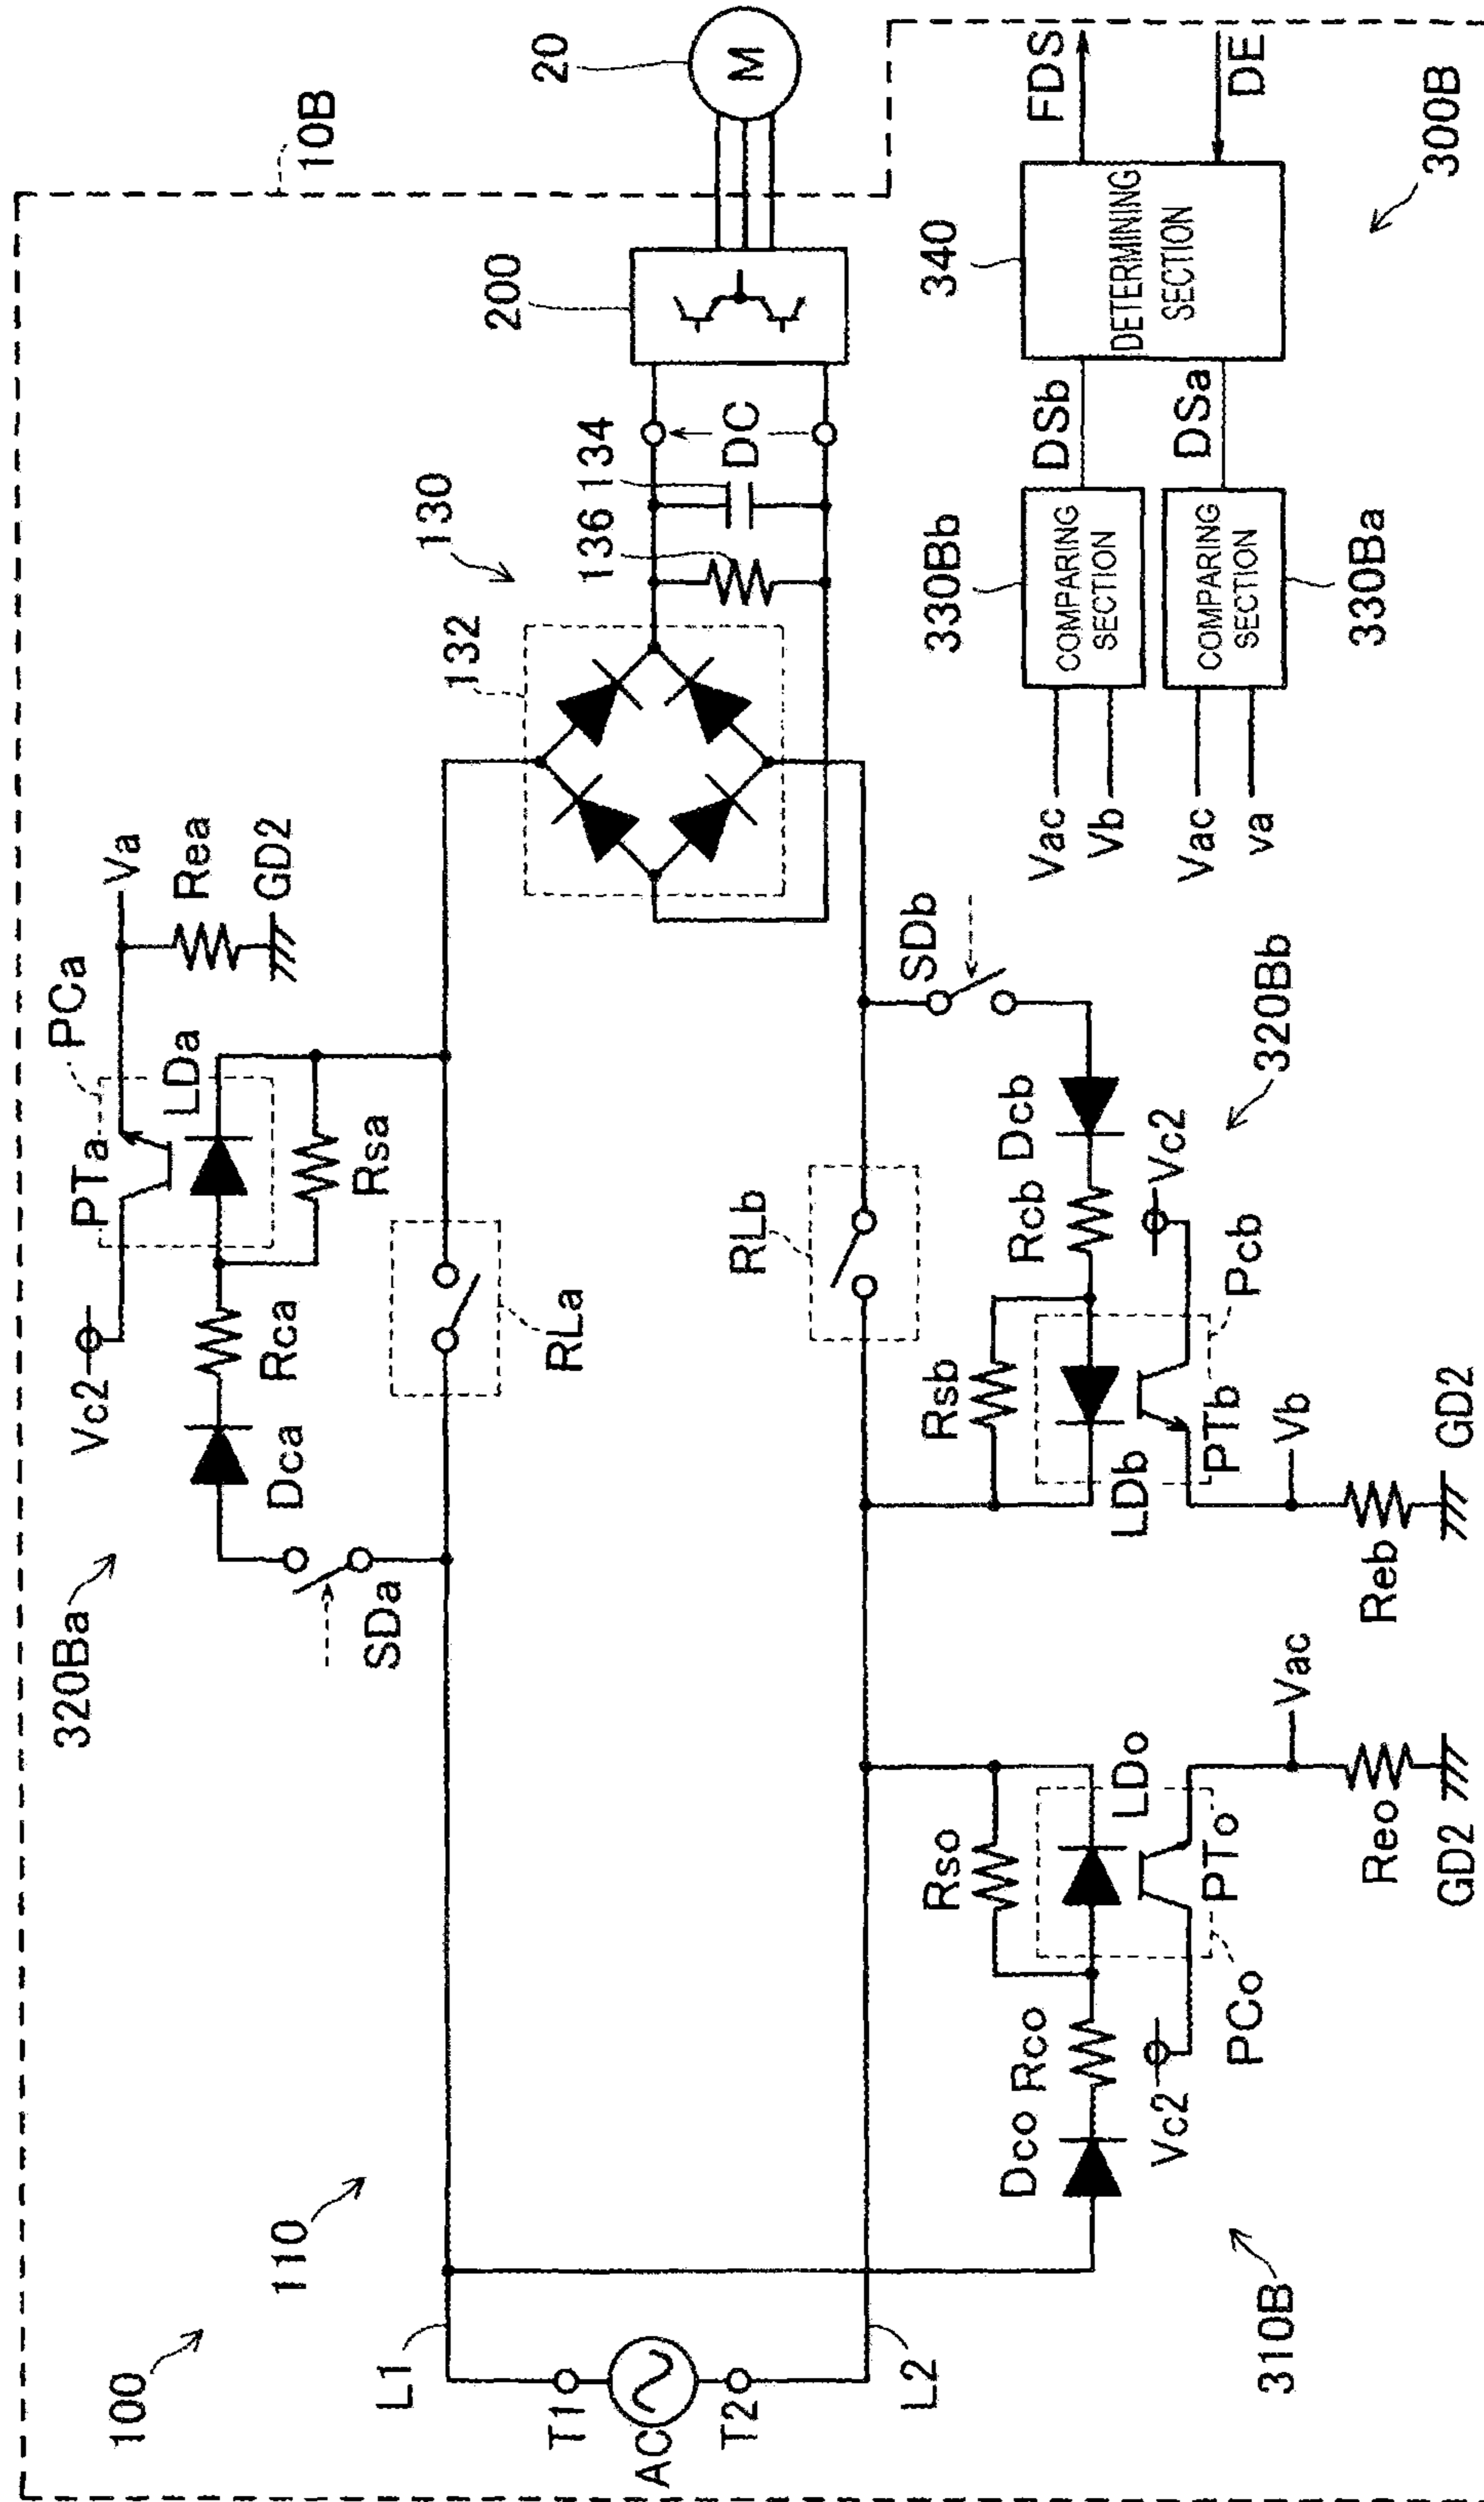 100
110
10B
20
M
L1
T1
AC
T2
L2
320Ba
Vc2
PTa
PCa
LDa
Va
Rea
GD2
Dca
Rca
Rsa
SDa
RLa
RLb
132
130
136
134
DC
200
SDb
310B
Dco
Rco
Rso
LDo
Vc2
PTo
PCo
Vac
Reo
GD2
Rsb
LDb
PTb
Pcb
Rcb
Dcb
Vc2
320Bb
Vb
Reb
GD2
330Bb
Vac
Vb
COMPARING
SECTION
DSb
Vac
va
COMPARING
SECTION
DSa
330Ba
340
DETERMINING
SECTION
FDS
DE
300B